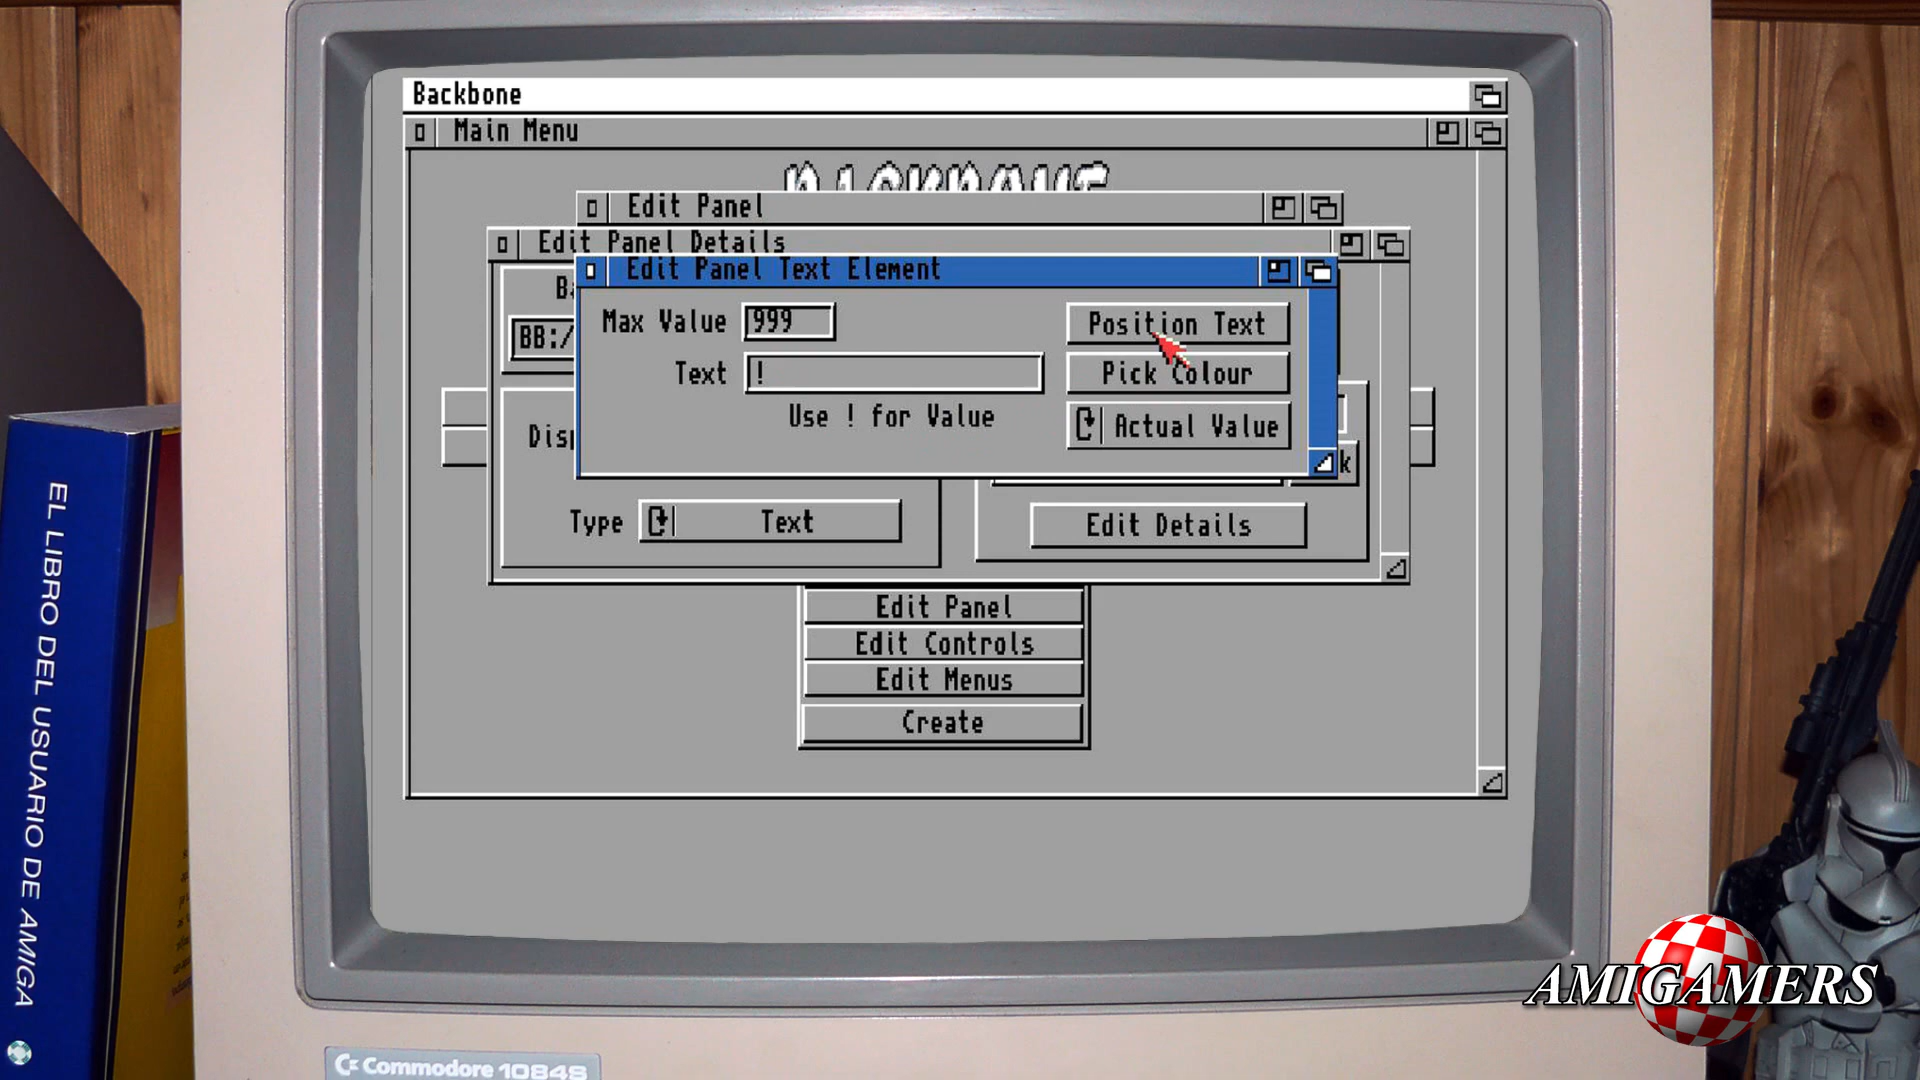 Backbone
Main Menu
BACKBONE
Edit Panel
Edit Panel Details
Edit Panel Text Element
Max Value 999
Position Text
BB:/
Text !
Pick Colour
Use ! for Value
Actual Value
Type Text
Edit Details
Edit Panel
Edit Controls
Edit Menus
Create
EL LIBRO DEL USUARIO DE AMIGA
AMIGAMERS
Commodore 1084S